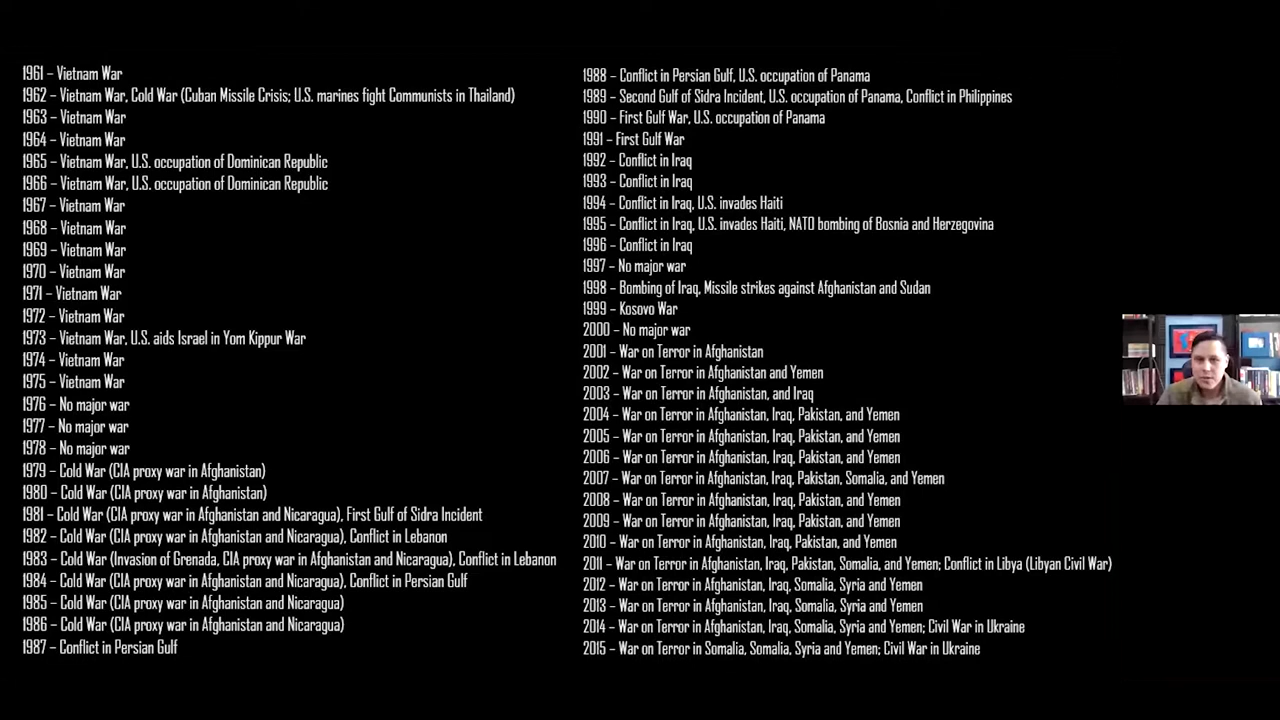 1961 – Vietnam War
1962 – Vietnam War, Cold War (Cuban Missile Crisis; U.S. marines fight Communists in Thailand)
1963 – Vietnam War
1964 – Vietnam War
1965 – Vietnam War, U.S. occupation of Dominican Republic
1966 – Vietnam War, U.S. occupation of Dominican Republic
1967 – Vietnam War
1968 – Vietnam War
1969 – Vietnam War
1970 – Vietnam War
1971 – Vietnam War
1972 – Vietnam War
1973 – Vietnam War, U.S. aids Israel in Yom Kippur War
1974 – Vietnam War
1975 – Vietnam War
1976 – No major war
1977 – No major war
1978 – No major war
1979 – Cold War (CIA proxy war in Afghanistan)
1980 – Cold War (CIA proxy war in Afghanistan)
1981 – Cold War (CIA proxy war in Afghanistan and Nicaragua), First Gulf of Sidra Incident
1982 – Cold War (CIA proxy war in Afghanistan and Nicaragua), Conflict in Lebanon
1983 – Cold War (Invasion of Grenada, CIA proxy war in Afghanistan and Nicaragua), Conflict in Lebanon
1984 – Cold War (CIA proxy war in Afghanistan and Nicaragua), Conflict in Persian Gulf
1985 – Cold War (CIA proxy war in Afghanistan and Nicaragua)
1986 – Cold War (CIA proxy war in Afghanistan and Nicaragua)
1987 – Conflict in Persian Gulf
1988 – Conflict in Persian Gulf, U.S. occupation of Panama
1989 – Second Gulf of Sidra Incident, U.S. occupation of Panama, Conflict in Philippines
1990 – First Gulf War, U.S. occupation of Panama
1991 – First Gulf War
1992 – Conflict in Iraq
1993 – Conflict in Iraq
1994 – Conflict in Iraq, U.S. invades Haiti
1995 – Conflict in Iraq, U.S. invades Haiti, NATO bombing of Bosnia and Herzegovina
1996 – Conflict in Iraq
1997 – No major war
1998 – Bombing of Iraq, Missile strikes against Afghanistan and Sudan
1999 – Kosovo War
2000 – No major war
2001 – War on Terror in Afghanistan
2002 – War on Terror in Afghanistan and Yemen
2003 – War on Terror in Afghanistan, and Iraq
2004 – War on Terror in Afghanistan, Iraq, Pakistan, and Yemen
2005 – War on Terror in Afghanistan, Iraq, Pakistan, and Yemen
2006 – War on Terror in Afghanistan, Iraq, Pakistan, and Yemen
2007 – War on Terror in Afghanistan, Iraq, Pakistan, Somalia, and Yemen
2008 – War on Terror in Afghanistan, Iraq, Pakistan, and Yemen
2009 – War on Terror in Afghanistan, Iraq, Pakistan, and Yemen
2010 – War on Terror in Afghanistan, Iraq, Pakistan, and Yemen
2011 – War on Terror in Afghanistan, Iraq, Pakistan, Somalia, and Yemen; Conflict in Libya (Libyan Civil War)
2012 – War on Terror in Afghanistan, Iraq, Somalia, Syria and Yemen
2013 – War on Terror in Afghanistan, Iraq, Somalia, Syria and Yemen
2014 – War on Terror in Afghanistan, Iraq, Somalia, Syria and Yemen; Civil War in Ukraine
2015 – War on Terror in Somalia, Somalia, Syria and Yemen; Civil War in Ukraine